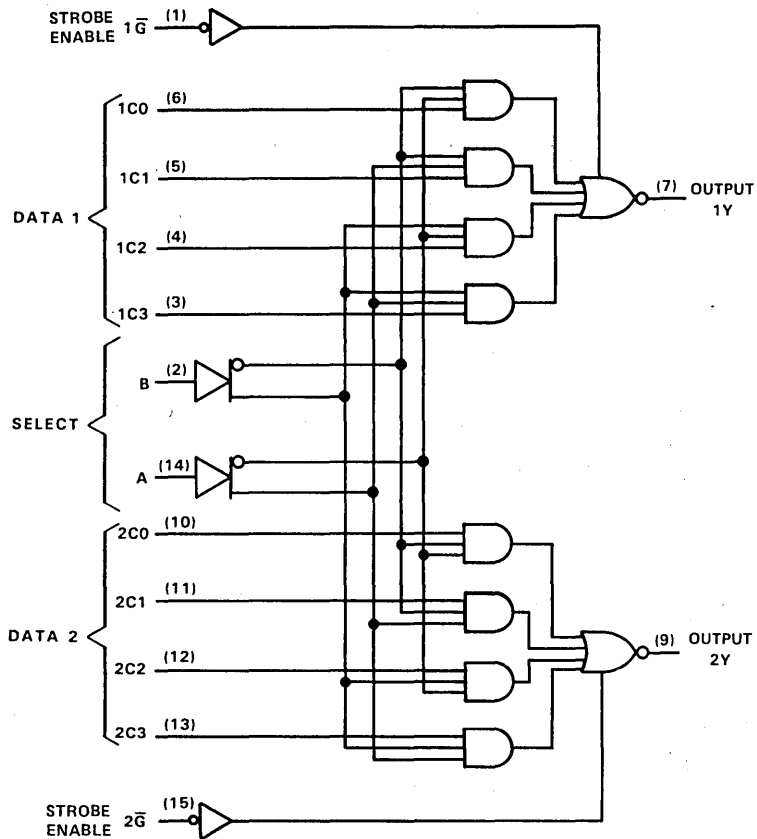 STROBE
ENABLE 1G̅ (1)
1C0 (6)
1C1 (5)
DATA 1
1C2 (4)
1C3 (3)
(7) OUTPUT
1Y
B (2)
SELECT
A (14)
2C0 (10)
2C1 (11)
DATA 2
2C2 (12)
2C3 (13)
(9) OUTPUT
2Y
STROBE
ENABLE 2G̅ (15)